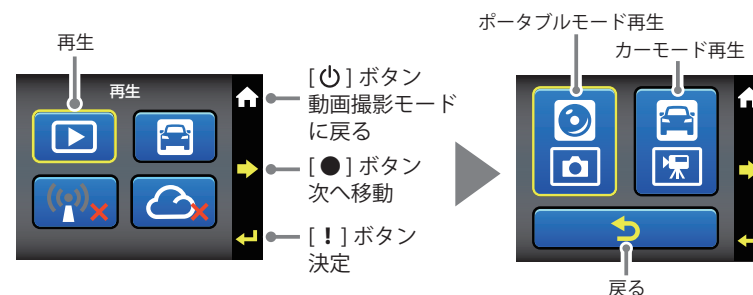 再生
再生
[⏻] ボタン
動画撮影モード
に戻る
[●] ボタン
次へ移動
[！] ボタン
決定
ポータブルモード再生
カーモード再生
戻る